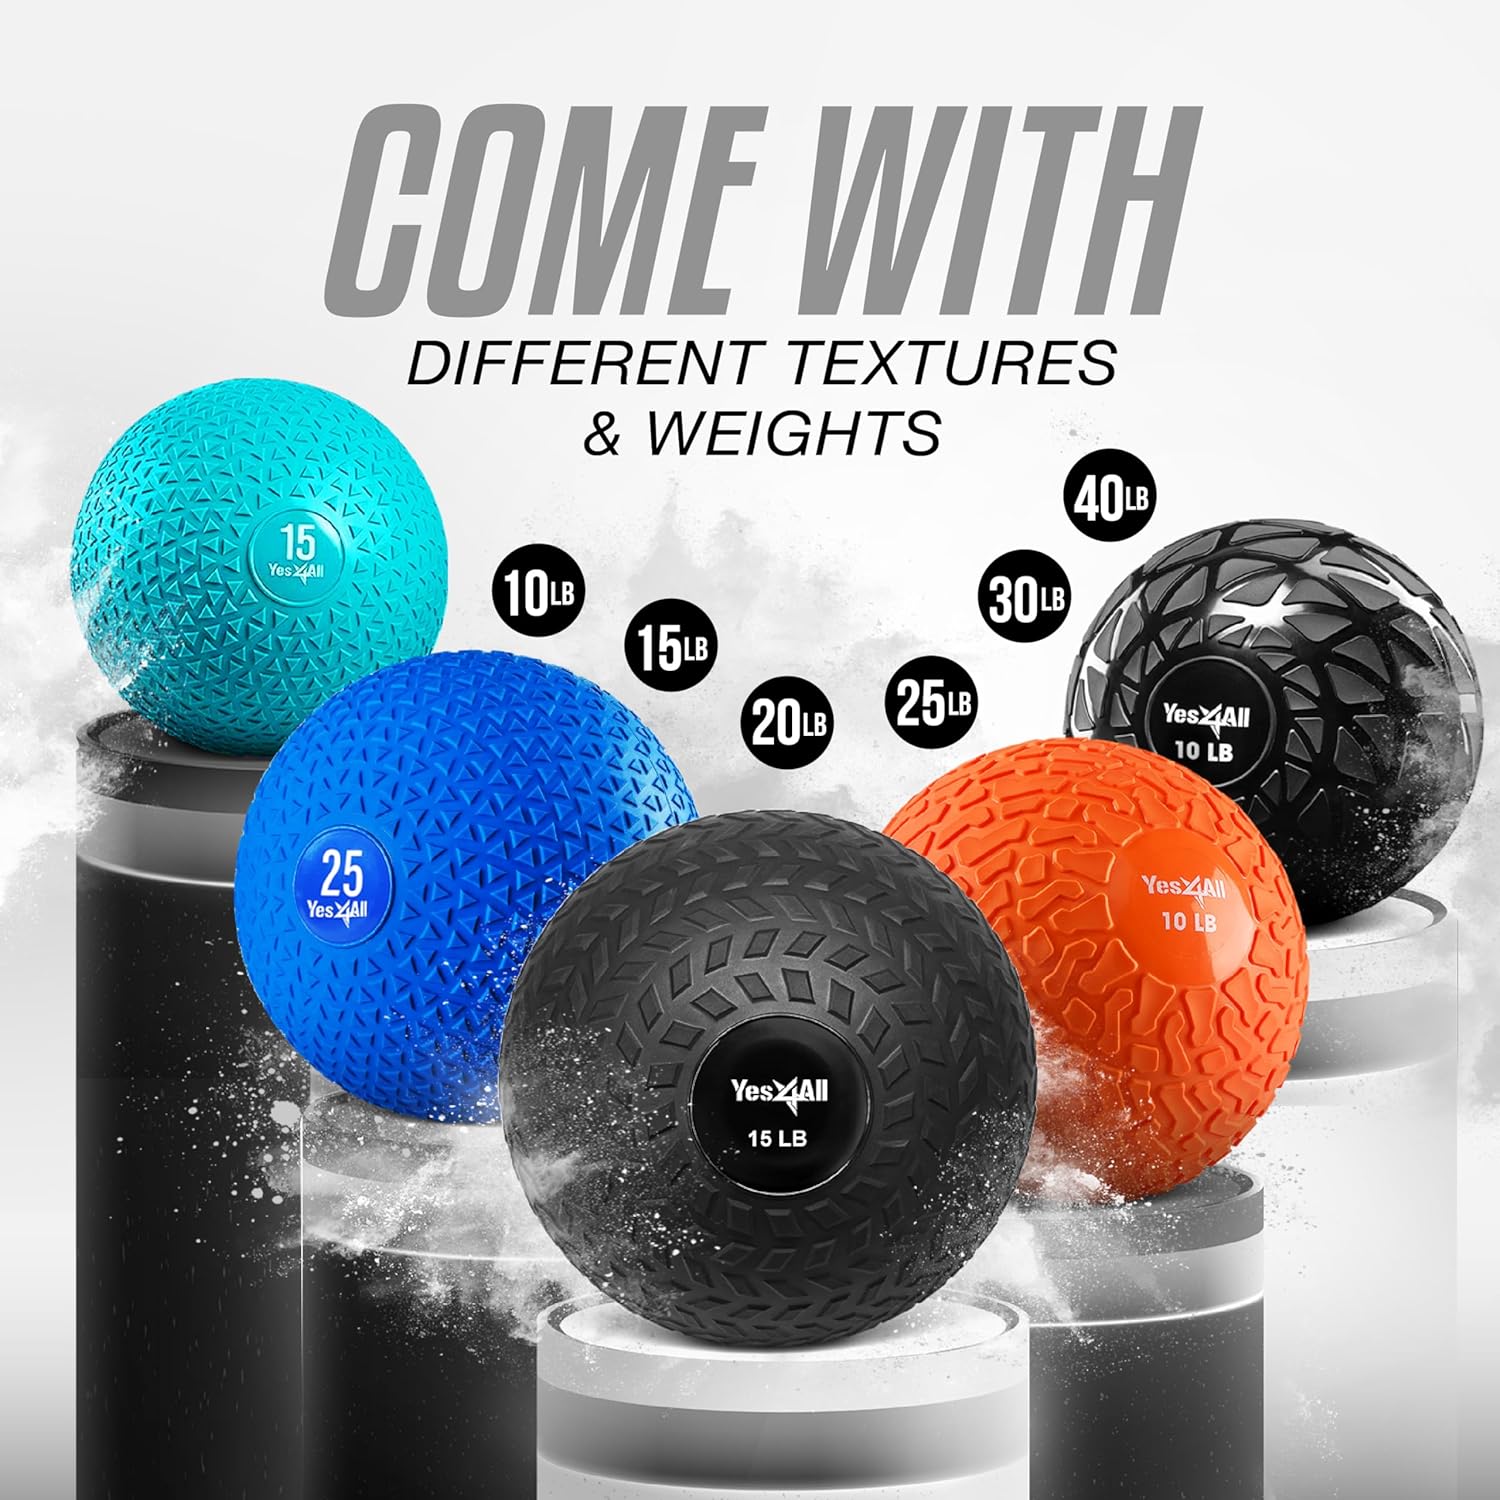 COME WITH
DIFFERENT TEXTURES
& WEIGHTS
15
Yes4All
10LB
15LB
20LB
25LB
30LB
40LB
25
Yes4All
Yes4All
15 LB
Yes4All
10 LB
Yes4All
10 LB